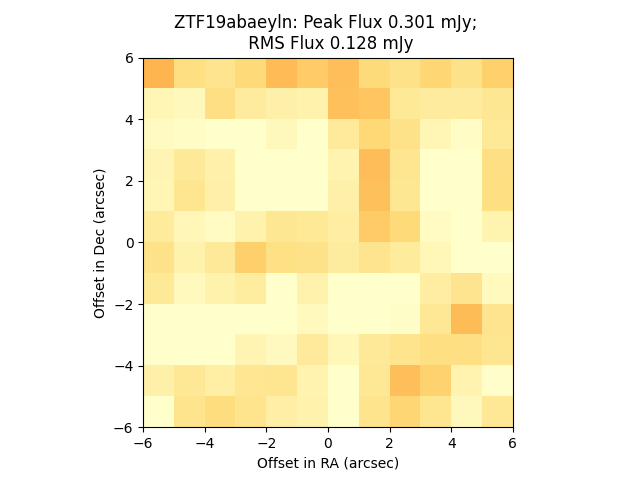 ZTF19abaeyln: Peak Flux 0.301 mJy;
RMS Flux 0.128 mJy
6
4
2
0
−2
−4
−6
Offset in Dec (arcsec)
−6 −4 −2 0 2 4 6
Offset in RA (arcsec)